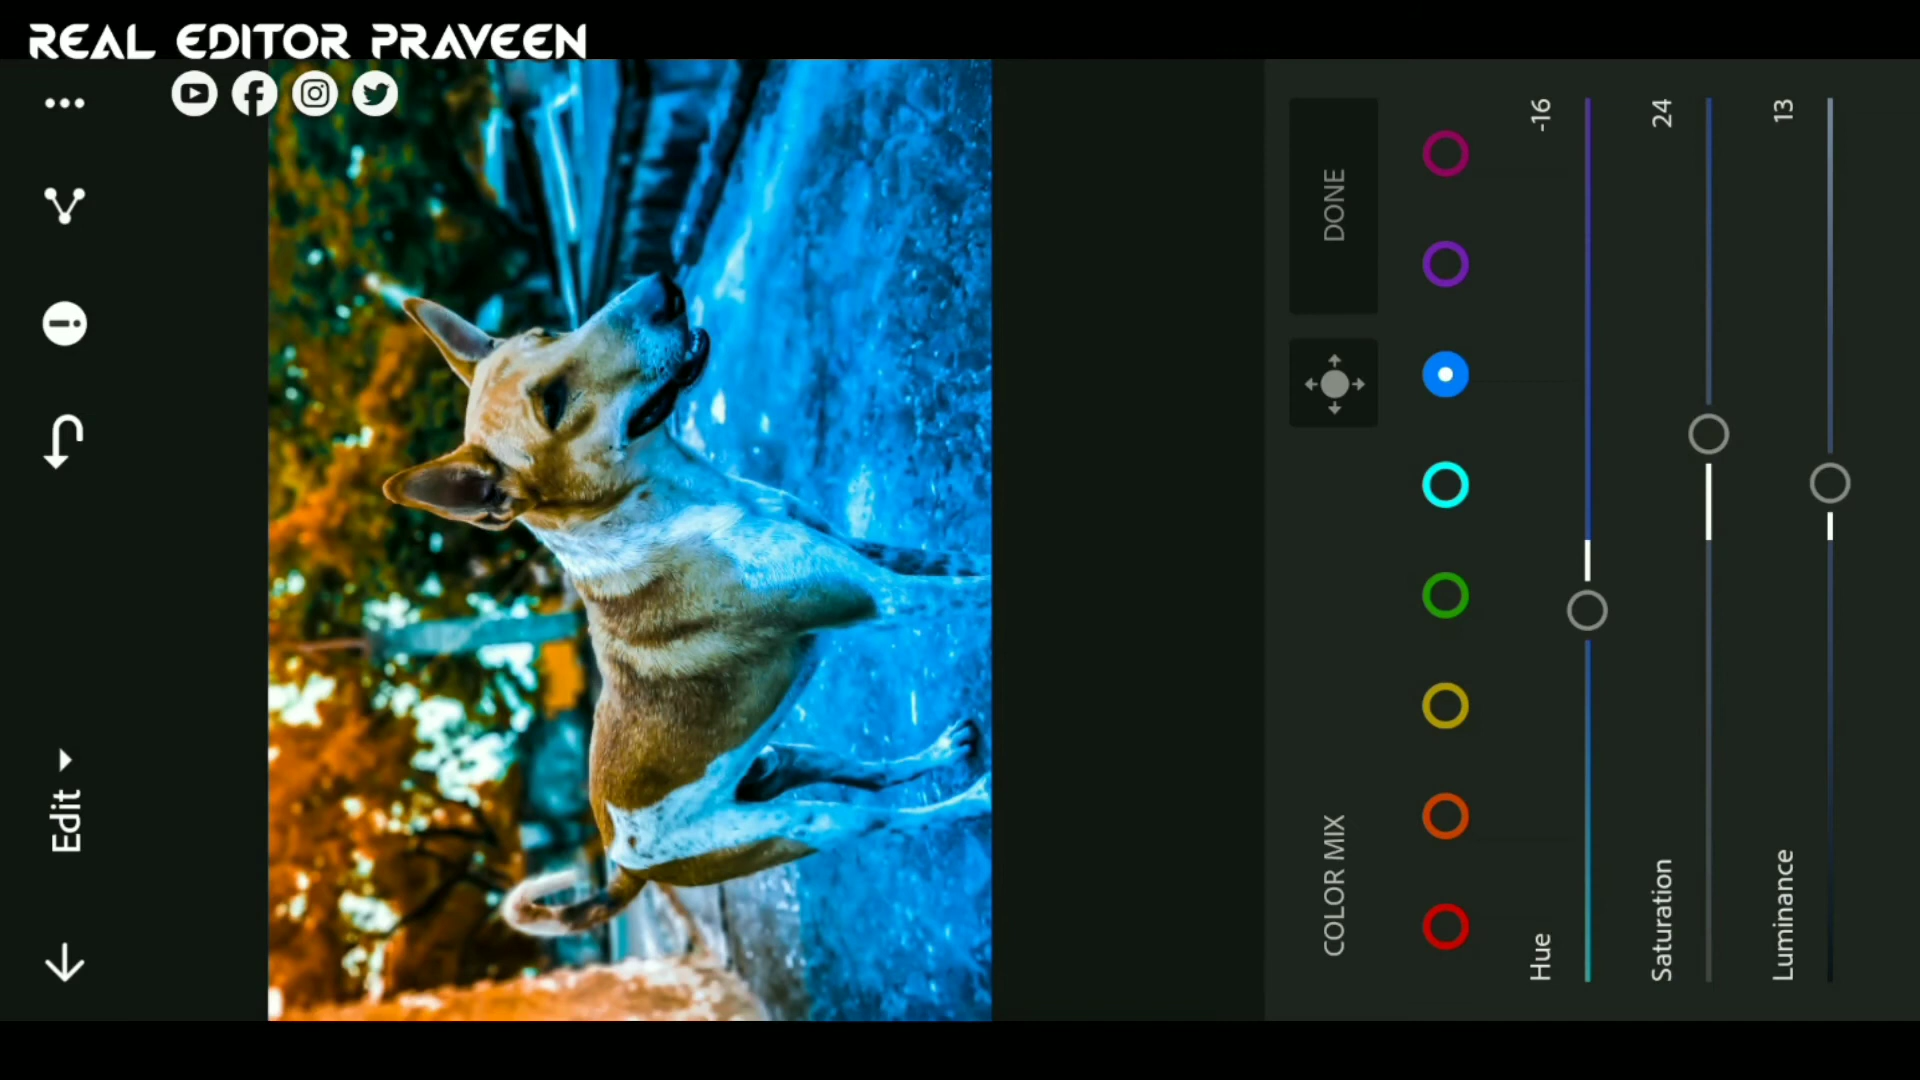 REAL EDITOR PRAVEEN
Edit
DONE
COLOR MIX
Hue
-16
Saturation
24
Luminance
13